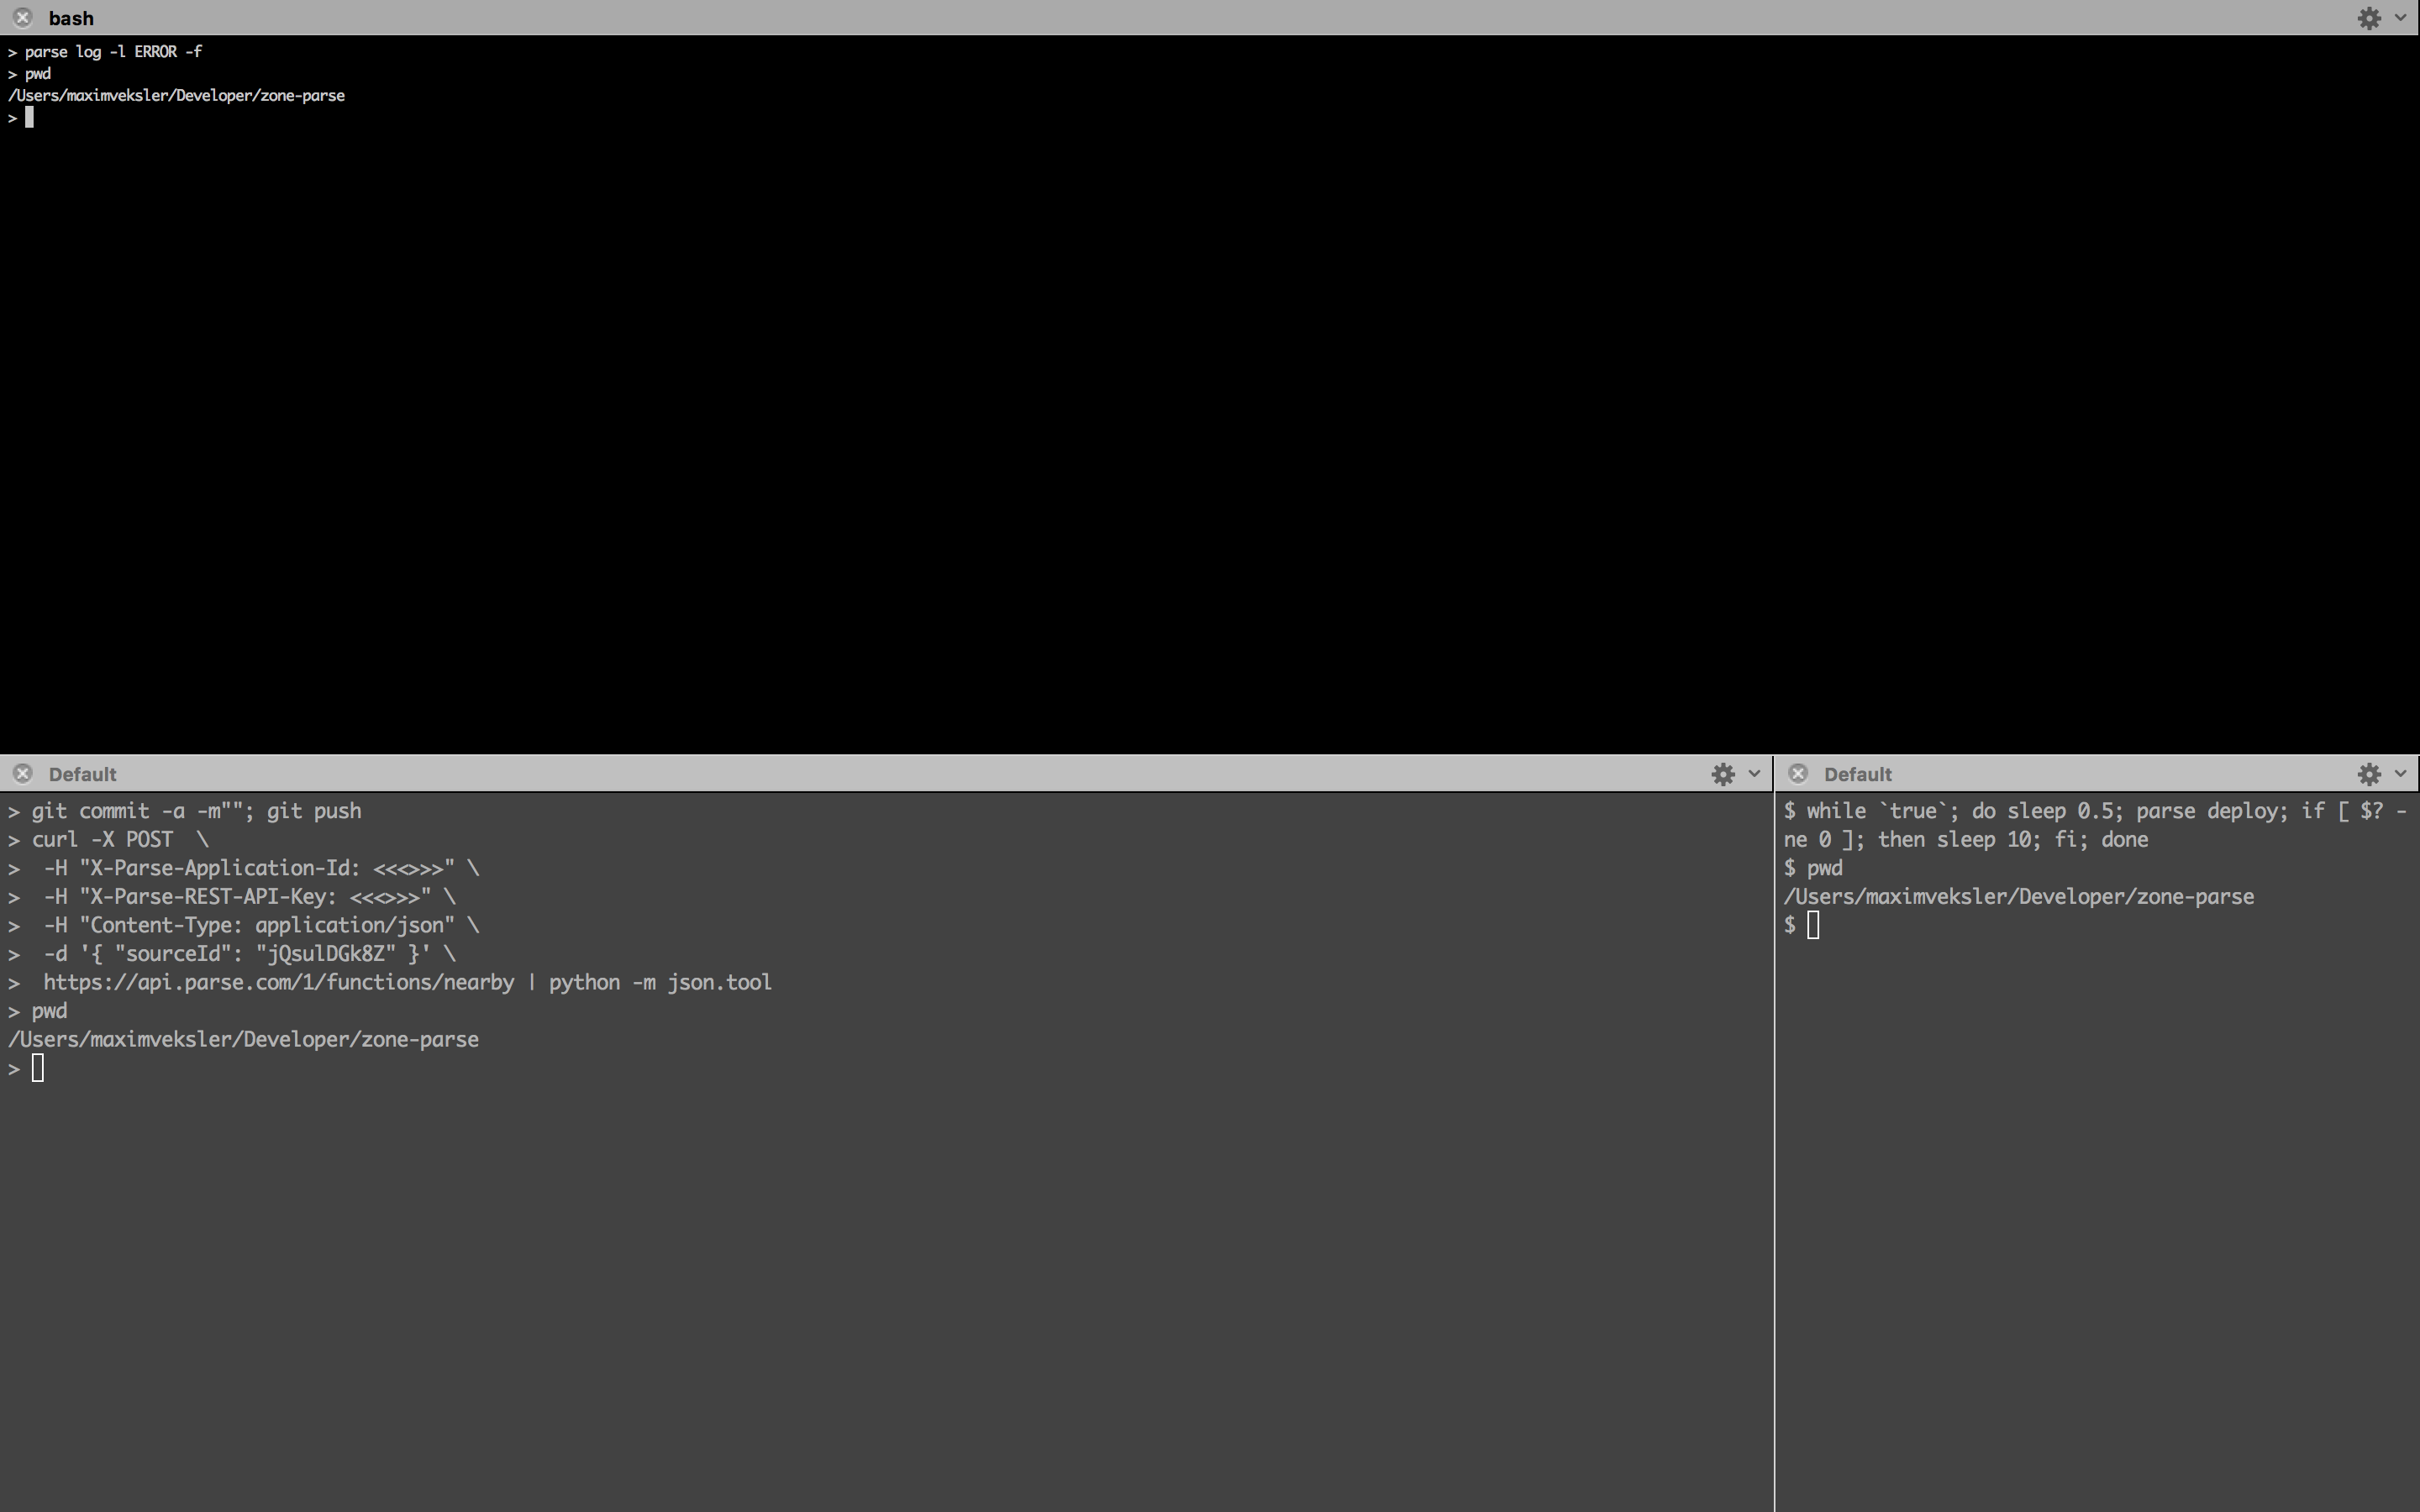 bash
> parse log -l ERROR -f
> pwd
/Users/maximveksler/Developer/zone-parse
>
Default
> git commit -a -m""; git push
> curl -X POST  \
>  -H "X-Parse-Application-Id: <<<>>>" \
>  -H "X-Parse-REST-API-Key: <<<>>>" \
>  -H "Content-Type: application/json" \
>  -d '{ "sourceId": "jQsulDGk8Z" }' \
>  https://api.parse.com/1/functions/nearby | python -m json.tool
> pwd
/Users/maximveksler/Developer/zone-parse
>
Default
$ while `true`; do sleep 0.5; parse deploy; if [ $? -
ne 0 ]; then sleep 10; fi; done
$ pwd
/Users/maximveksler/Developer/zone-parse
$